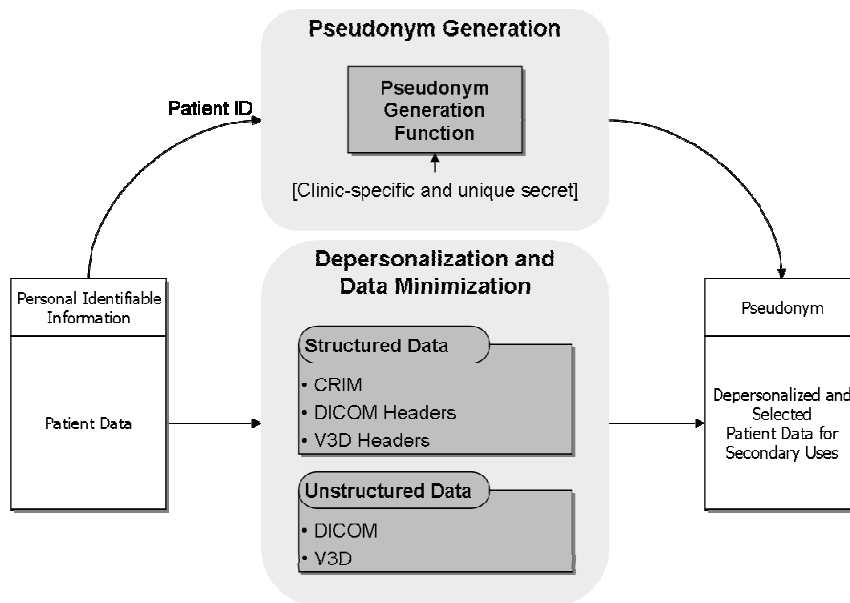 Pseudonym Generation
Patient ID
Pseudonym
Generation
Function
[Clinic-specific and unique secret]
Personal Identifiable
Information
Patient Data
Depersonalization and
Data Minimization
Structured Data
• CRIM
• DICOM Headers
• V3D Headers
Unstructured Data
• DICOM
• V3D
Pseudonym
Depersonalized and
Selected
Patient Data for
Secondary Uses